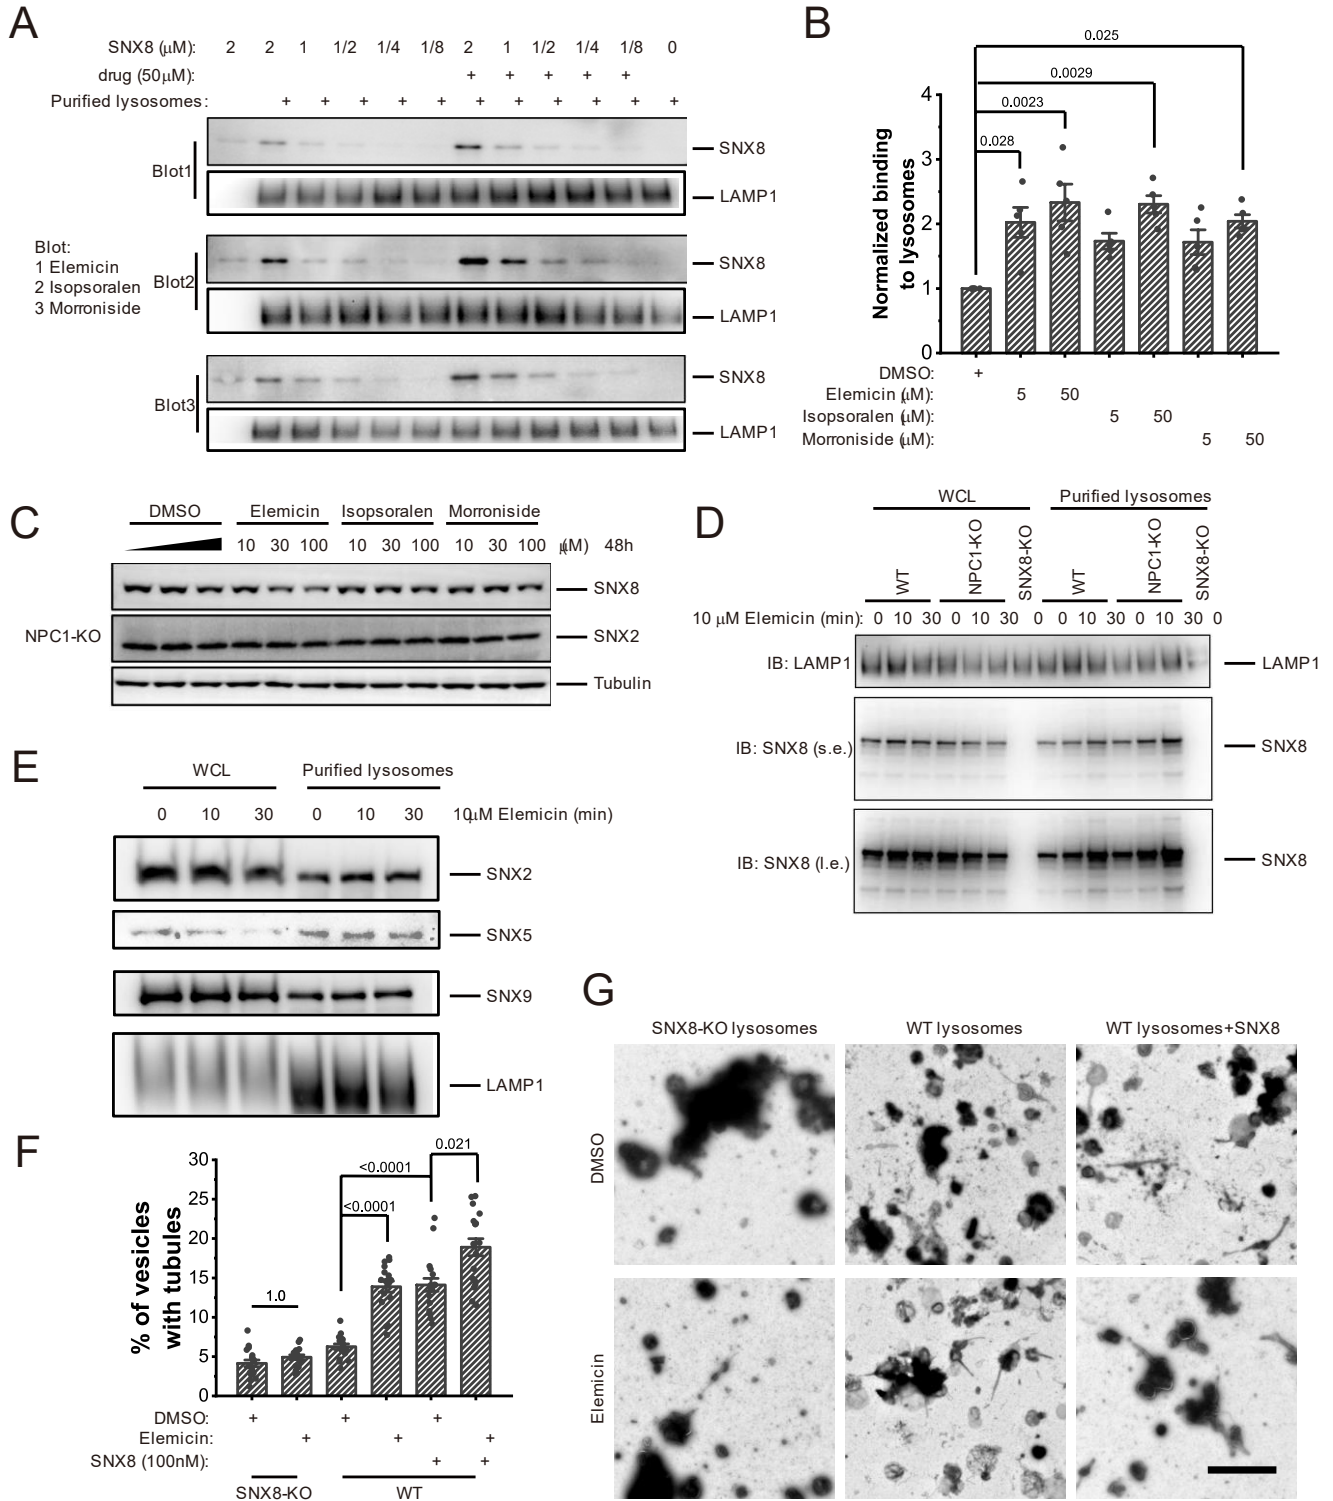 A
SNX8 (μM): 2 2 1 1/2 1/4 1/8 2 1 1/2 1/4 1/8 0
drug (50μM): + + + + +
Purified lysosomes: + + + + + + + + + + +
Blot1
SNX8
LAMP1
Blot:
1 Elemicin
2 Isopsoralen
3 Morroniside
Blot2
SNX8
LAMP1
Blot3
SNX8
LAMP1
B
0.025
0.0029
0.0023
0.028
Normalized binding
to lysosomes
4
3
2
1
0
DMSO: +
Elemicin (μM): 5 50
Isopsoralen (μM): 5 50
Morroniside (μM): 5 50
C
DMSO Elemicin Isopsoralen Morroniside
10 30 100 10 30 100 10 30 100 (μM) 48h
NPC1-KO
SNX8
SNX2
Tubulin
D
WCL Purified lysosomes
WT NPC1-KO SNX8-KO WT NPC1-KO SNX8-KO
10 μM Elemicin (min): 0 10 30 0 10 30 0 0 10 30 0 10 30 0
IB: LAMP1 LAMP1
IB: SNX8 (s.e.) SNX8
IB: SNX8 (l.e.) SNX8
E
WCL Purified lysosomes
0 10 30 0 10 30 10μM Elemicin (min)
SNX2
SNX5
SNX9
LAMP1
F
% of vesicles
with tubules
30
25
20
15
10
5
0
1.0
<0.0001
<0.0001
0.021
DMSO: + + +
Elemicin: + + +
SNX8 (100nM): + +
SNX8-KO WT
G
SNX8-KO lysosomes WT lysosomes WT lysosomes+SNX8
DMSO
Elemicin